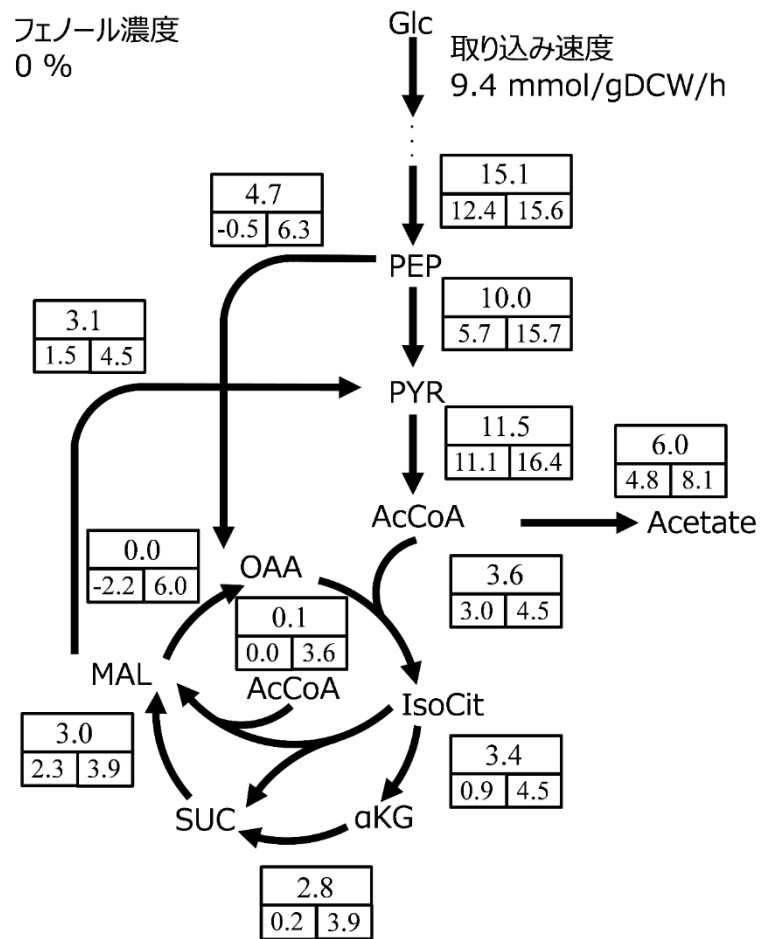 フェノール濃度
0 %
Glc
取り込み速度
9.4 mmol/gDCW/h
15.1
12.4 15.6
4.7
-0.5 6.3
PEP
10.0
5.7 15.7
3.1
1.5 4.5
PYR
11.5
11.1 16.4
6.0
4.8 8.1
AcCoA
Acetate
0.0
-2.2 6.0
OAA
3.6
3.0 4.5
0.1
0.0 3.6
MAL
AcCoA
IsoCit
3.0
2.3 3.9
3.4
0.9 4.5
SUC
αKG
2.8
0.2 3.9